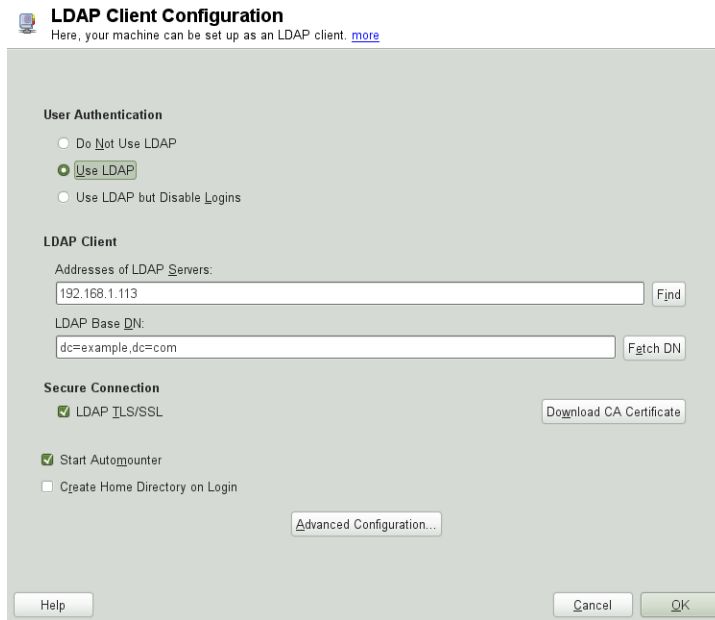 LDAP Client Configuration
Here, your machine can be set up as an LDAP client. more
User Authentication
Do Not Use LDAP
Use LDAP
Use LDAP but Disable Logins
LDAP Client
Addresses of LDAP Servers:
192.168.1.113 Find
LDAP Base DN:
dc=example,dc=com Fetch DN
Secure Connection
LDAP TLS/SSL Download CA Certificate
Start Automounter
Create Home Directory on Login
Advanced Configuration...
Help Cancel OK